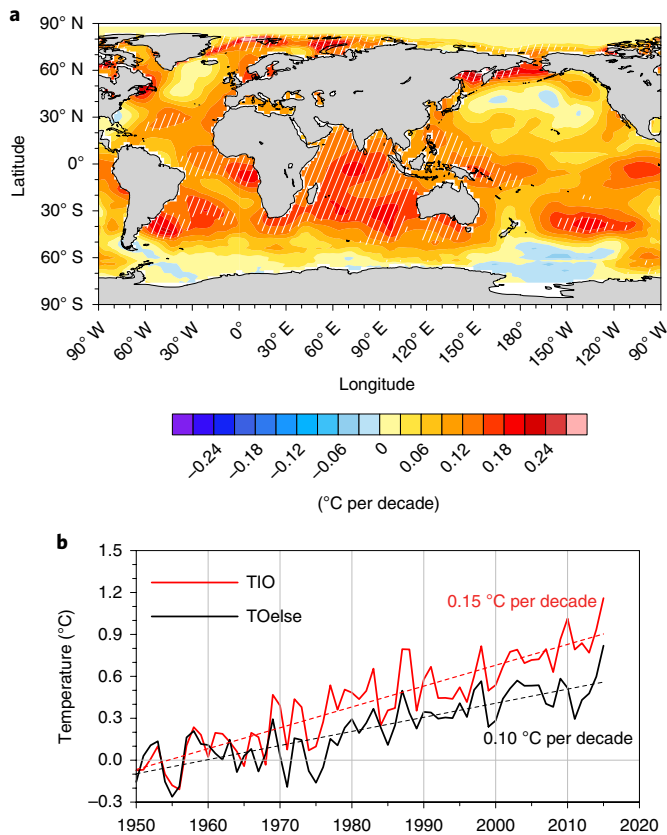 a
90° N
60° N
30° N
0°
30° S
60° S
90° S
Latitude
90° W
60° W
30° W
0°
30° E
60° E
90° E
120° E
150° E
180°
150° W
120° W
90° W
Longitude
–0.24
–0.18
–0.12
–0.06
0
0.06
0.12
0.18
0.24
(°C per decade)
b
1.5
1.2
0.9
0.6
0.3
0.0
–0.3
Temperature (°C)
TIO
TOelse
0.15 °C per decade
0.10 °C per decade
1950 1960 1970 1980 1990 2000 2010 2020